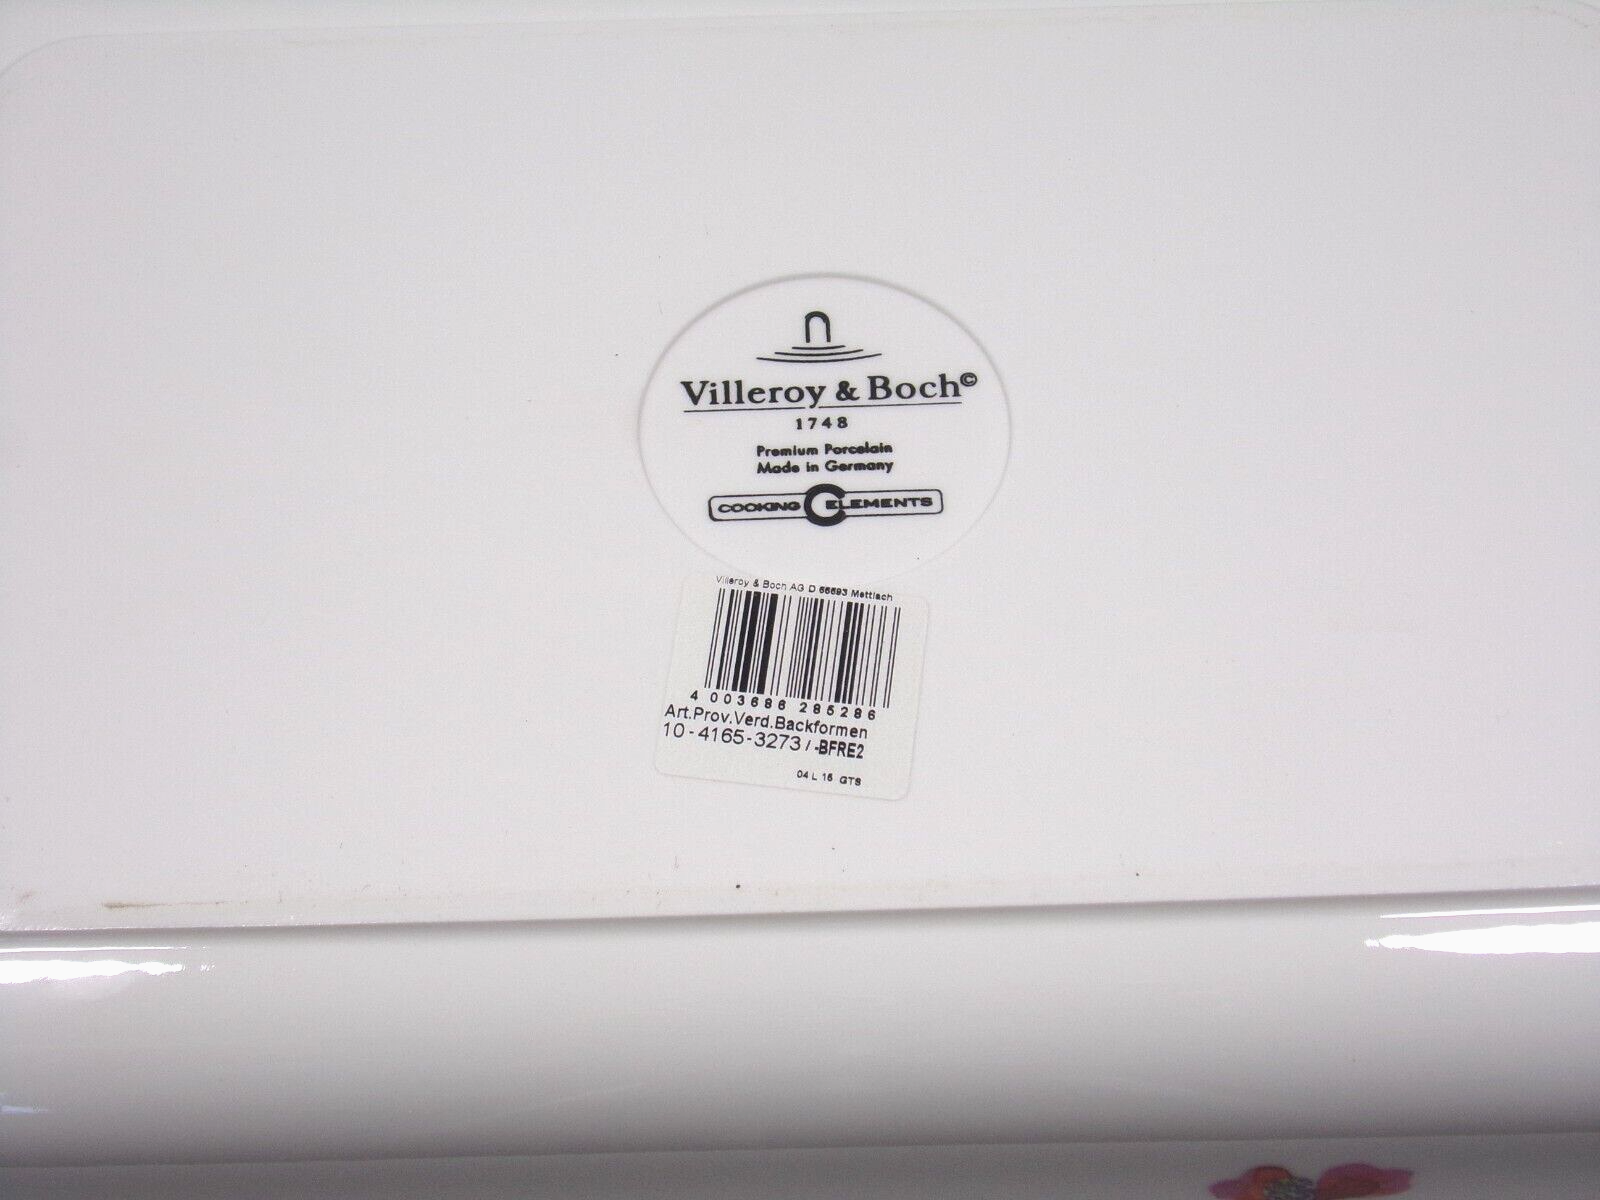 Villeroy & Boch©
1748
Premium Porcelain
Made in Germany
COOKING ELEMENTS
Villeroy & Boch AG D 66693 Mettlach
4 003686 285286
Art.Prov.Verd.Backformen
10-4165-3273/-BFRE2
04 L 15 GTS